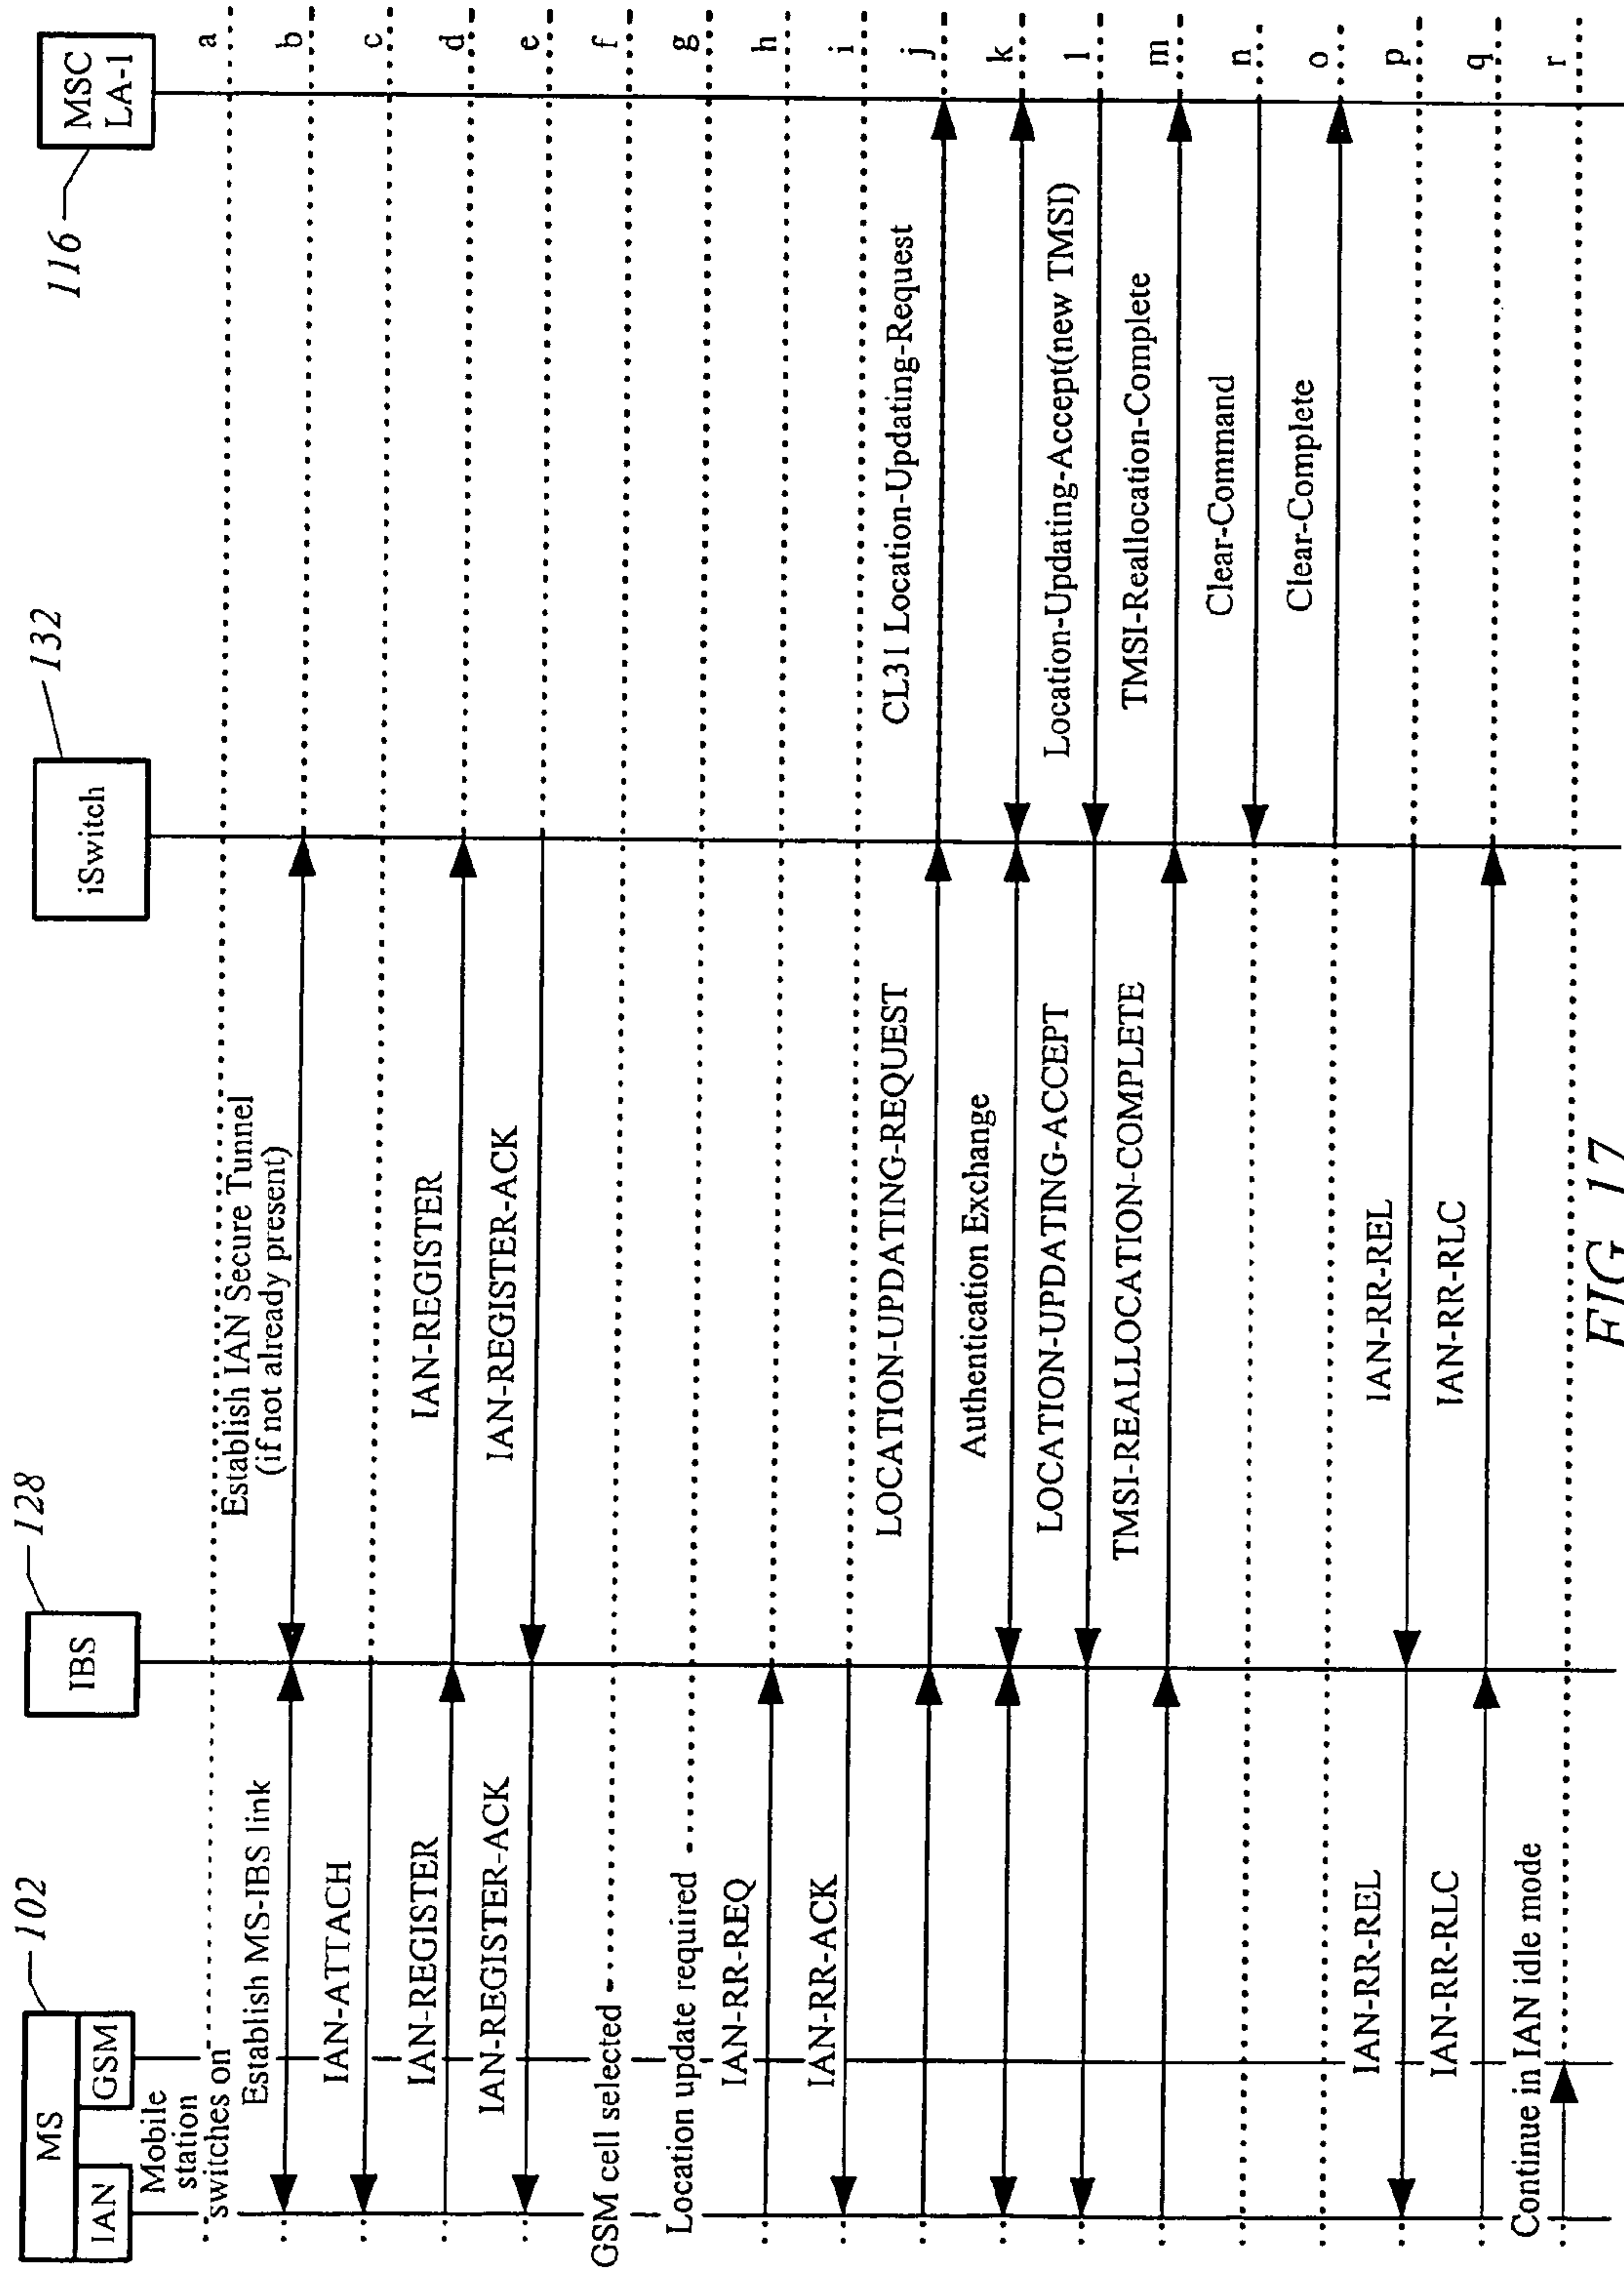 102
128
132
116
MS
IAN
GSM
IBS
iSwitch
MSC
LA-1
Mobile
station
switches on
a
Establish MS-IBS link
Establish IAN Secure Tunnel
(if not already present)
b
IAN-ATTACH
c
IAN-REGISTER
IAN-REGISTER
d
IAN-REGISTER-ACK
IAN-REGISTER-ACK
e
GSM cell selected
f
Location update required
g
IAN-RR-REQ
h
IAN-RR-ACK
i
LOCATION-UPDATING-REQUEST
CL31 Location-Updating-Request
j
Authentication Exchange
k
LOCATION-UPDATING-ACCEPT
Location-Updating-Accept(new TMSI)
l
TMSI-REALLOCATION-COMPLETE
TMSI-Reallocation-Complete
m
Clear-Command
n
Clear-Complete
o
IAN-RR-REL
IAN-RR-REL
p
IAN-RR-RLC
IAN-RR-RLC
q
Continue in IAN idle mode
r
FIG. 17